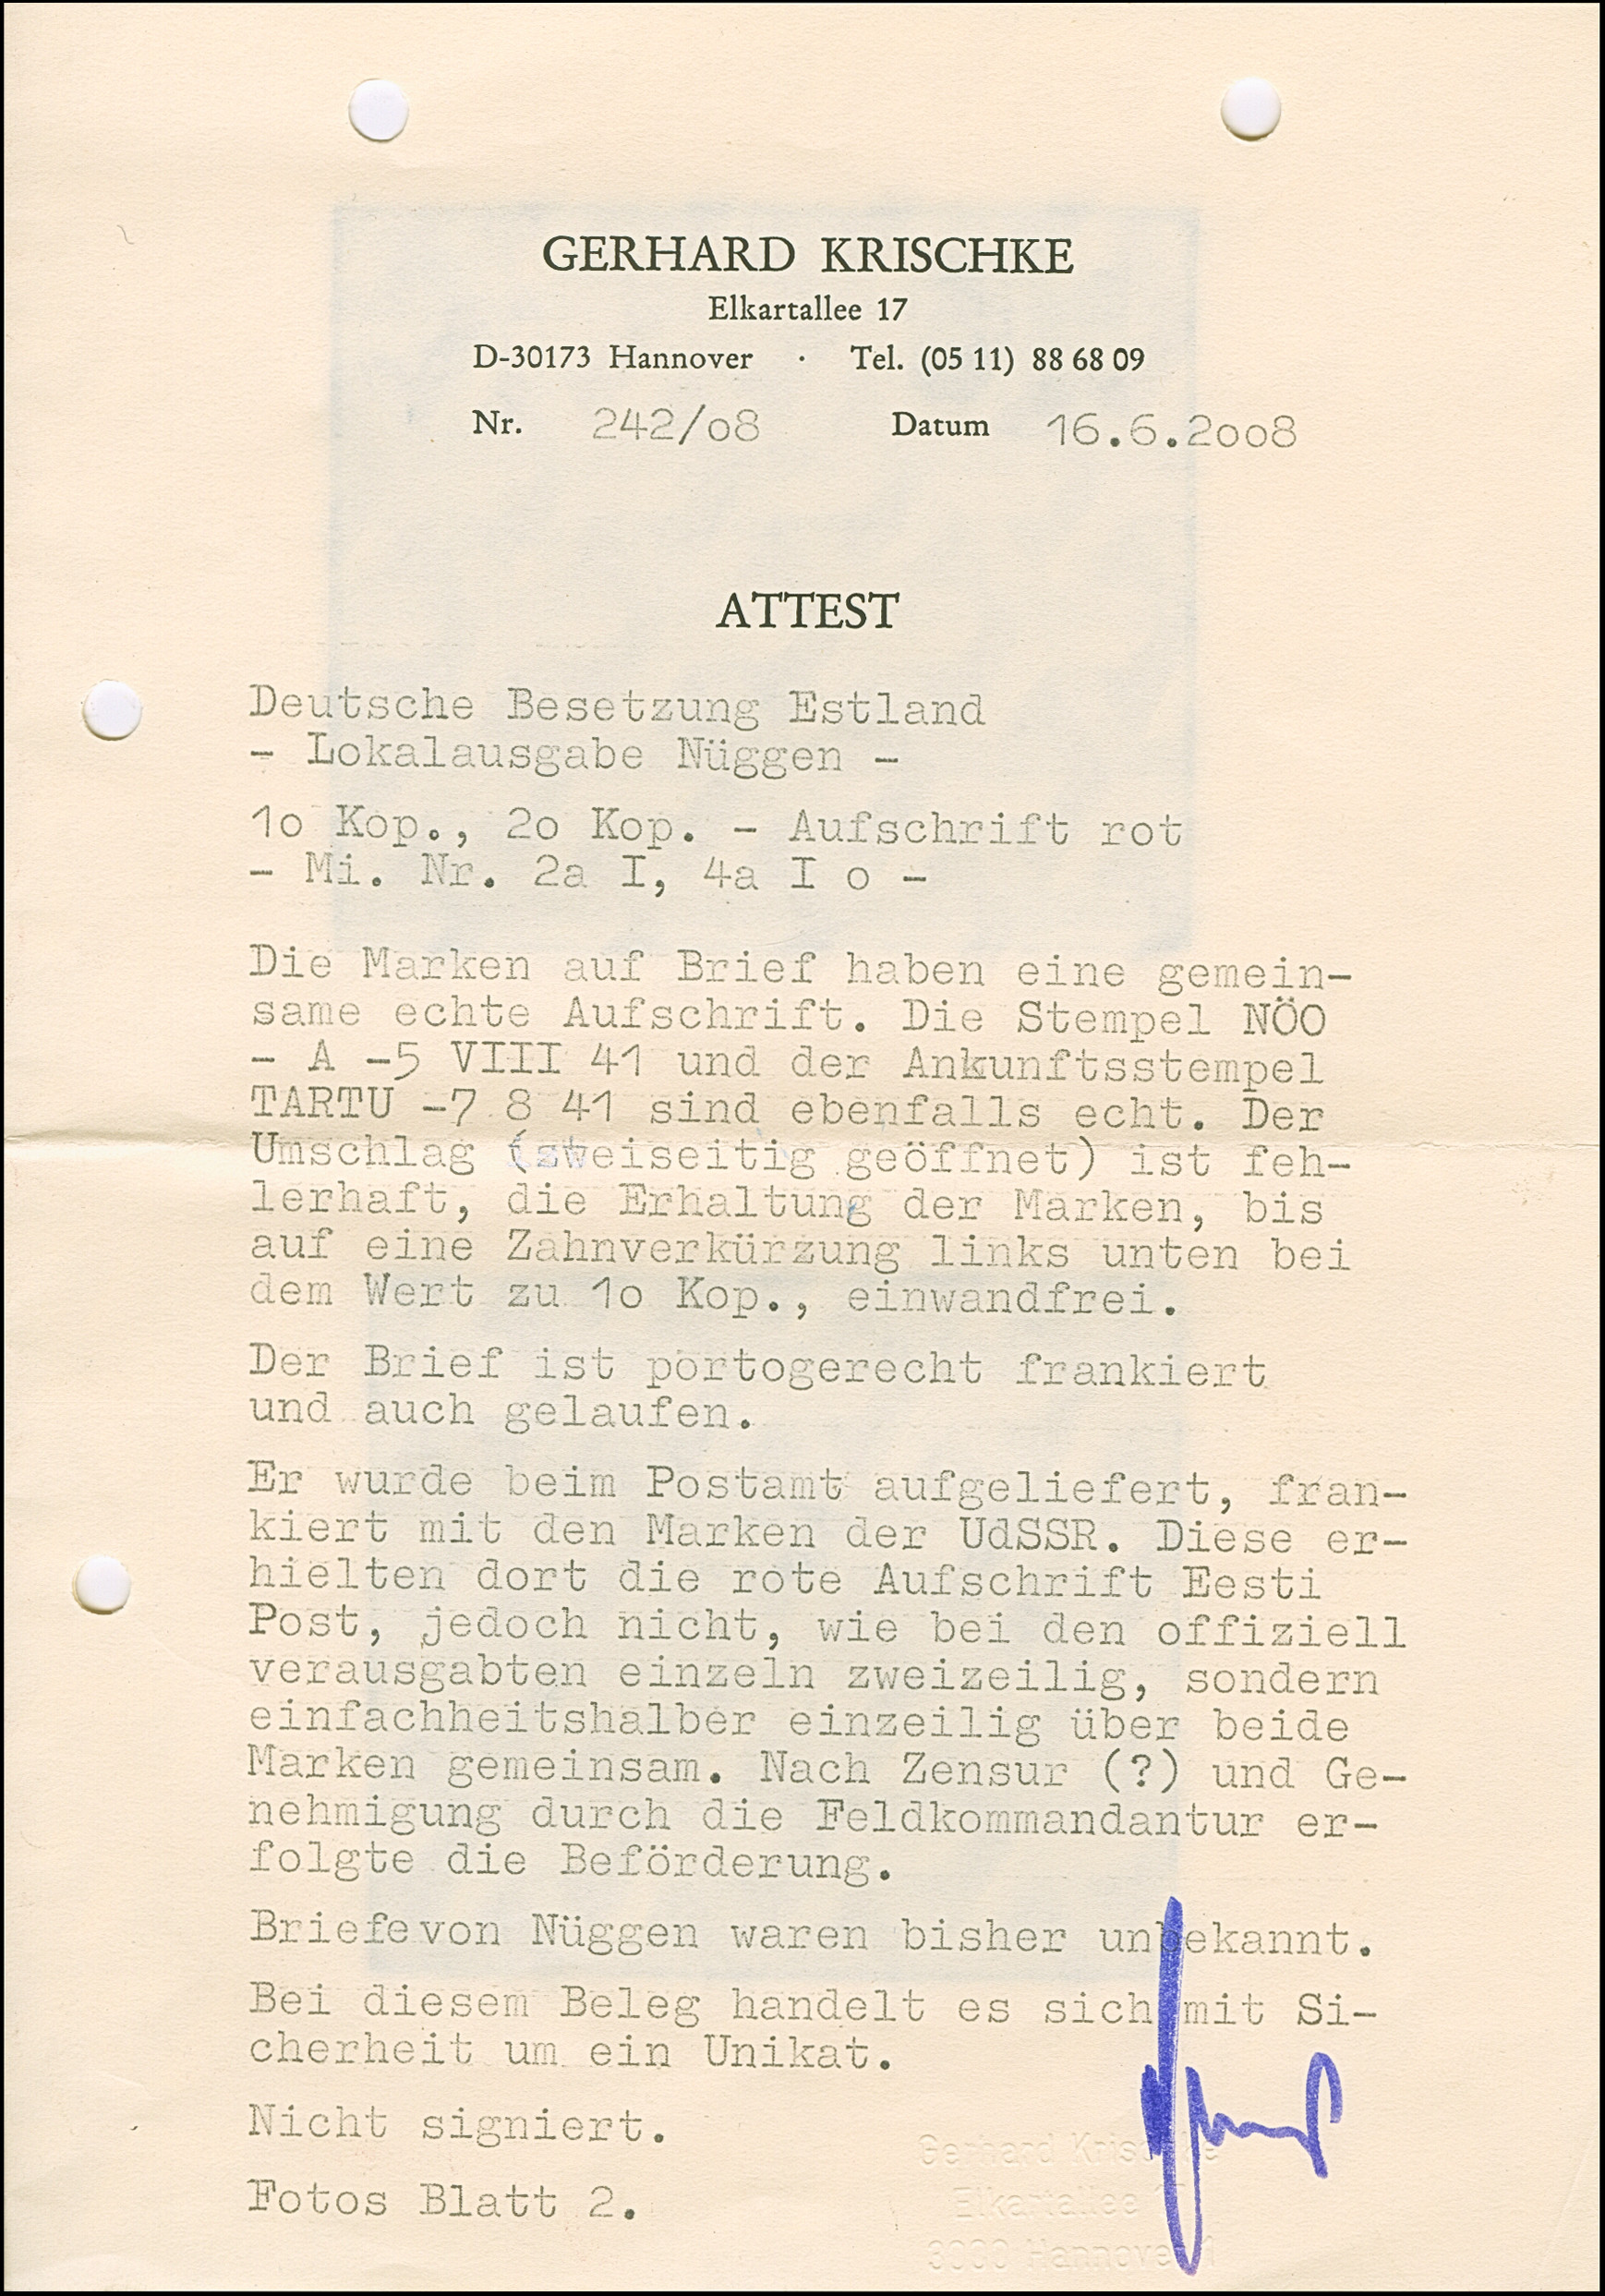 GERHARD KRISCHKE
Elkartallee 17
D-30173 Hannover · Tel. (05 11) 88 68 09
Nr. 242/o8 Datum 16.6.2oo8
ATTEST
Deutsche Besetzung Estland
- Lokalausgabe Nüggen -
1o Kop., 2o Kop. - Aufschrift rot
- Mi. Nr. 2a I, 4a I o -
Die Marken auf Brief haben eine gemein-
same echte Aufschrift. Die Stempel NÖO
- A -5 VIII 41 und der Ankunftsstempel
TARTU -7 8 41 sind ebenfalls echt. Der
Umschlag (zweiseitig geöffnet) ist feh-
lerhaft, die Erhaltung der Marken, bis
auf eine Zahnverkürzung links unten bei
dem Wert zu 1o Kop., einwandfrei.
Der Brief ist portogerecht frankiert
und auch gelaufen.
Er wurde beim Postamt aufgeliefert, fran-
kiert mit den Marken der UdSSR. Diese er-
hielten dort die rote Aufschrift Eesti
Post, jedoch nicht, wie bei den offiziell
verausgabten einzeln zweizeilig, sondern
einfachheitshalber einzeilig über beide
Marken gemeinsam. Nach Zensur (?) und Ge-
nehmigung durch die Feldkommandantur er-
folgte die Beförderung.
Briefe von Nüggen waren bisher unbekannt.
Bei diesem Beleg handelt es sich mit Si-
cherheit um ein Unikat.
Nicht signiert.
Gerhard Krischke
Fotos Blatt 2.
Elkartallee
3000 Hannover 1